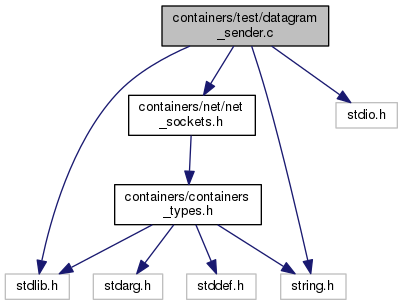 containers/test/datagram
_sender.c
containers/net/net
_sockets.h
stdio.h
containers/containers
_types.h
stdlib.h
stdarg.h
stddef.h
string.h